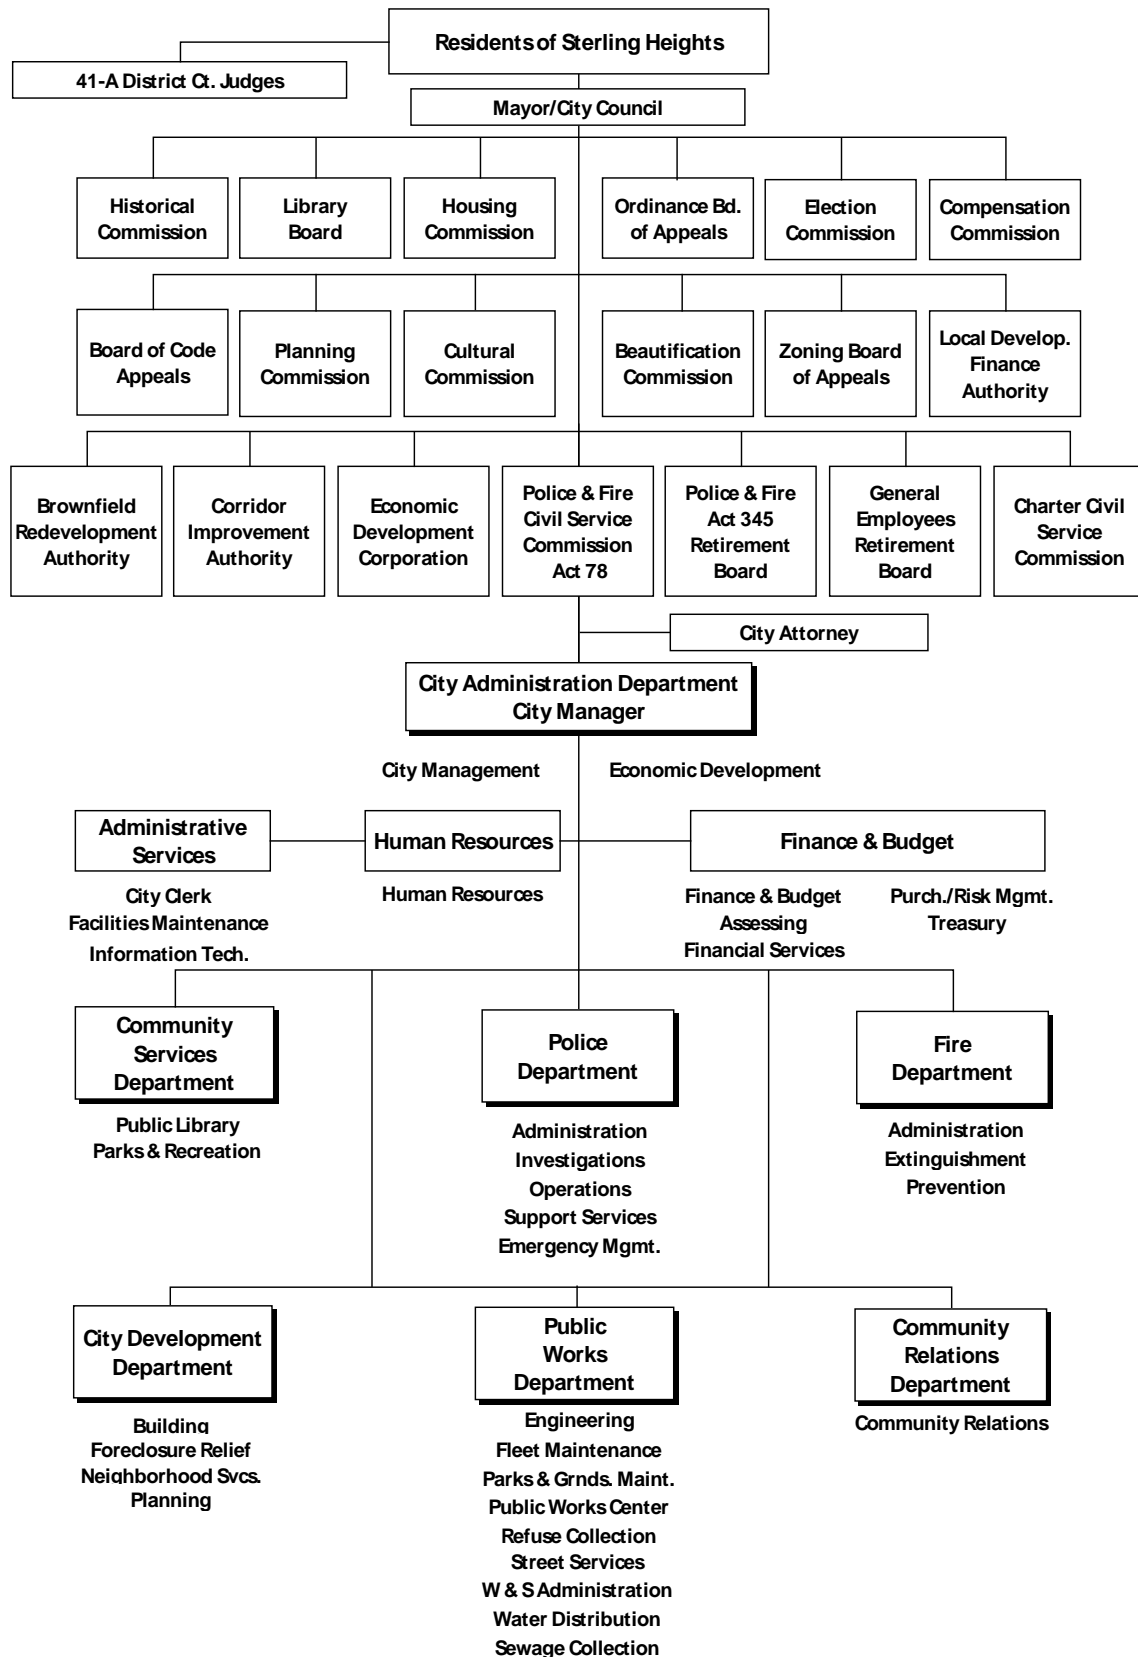 Residents of Sterling Heights
41-A District Ct. Judges
Mayor/City Council
Historical
Commission
Library
Board
Housing
Commission
Ordinance Bd.
of Appeals
Election
Commission
Compensation
Commission
Board of Code
Appeals
Planning
Commission
Cultural
Commission
Beautification
Commission
Zoning Board
of Appeals
Local Develop.
Finance
Authority
Brownfield
Redevelopment
Authority
Corridor
Improvement
Authority
Economic
Development
Corporation
Police & Fire
Civil Service
Commission
Act 78
Police & Fire
Act 345
Retirement
Board
General
Employees
Retirement
Board
Charter Civil
Service
Commission
City Attorney
City Administration Department
City Manager
City Management
Economic Development
Administrative
Services
Human Resources
Finance & Budget
City Clerk
Facilities Maintenance
Information Tech.
Human Resources
Finance & Budget
Assessing
Financial Services
Purch./Risk Mgmt.
Treasury
Community
Services
Department
Police
Department
Fire
Department
Public Library
Parks & Recreation
Administration
Investigations
Operations
Support Services
Emergency Mgmt.
Administration
Extinguishment
Prevention
City Development
Department
Public
Works
Department
Community
Relations
Department
Building
Foreclosure Relief
Neighborhood Svcs.
Planning
Engineering
Fleet Maintenance
Parks & Grnds. Maint.
Public Works Center
Refuse Collection
Street Services
W & S Administration
Water Distribution
Sewage Collection
Community Relations